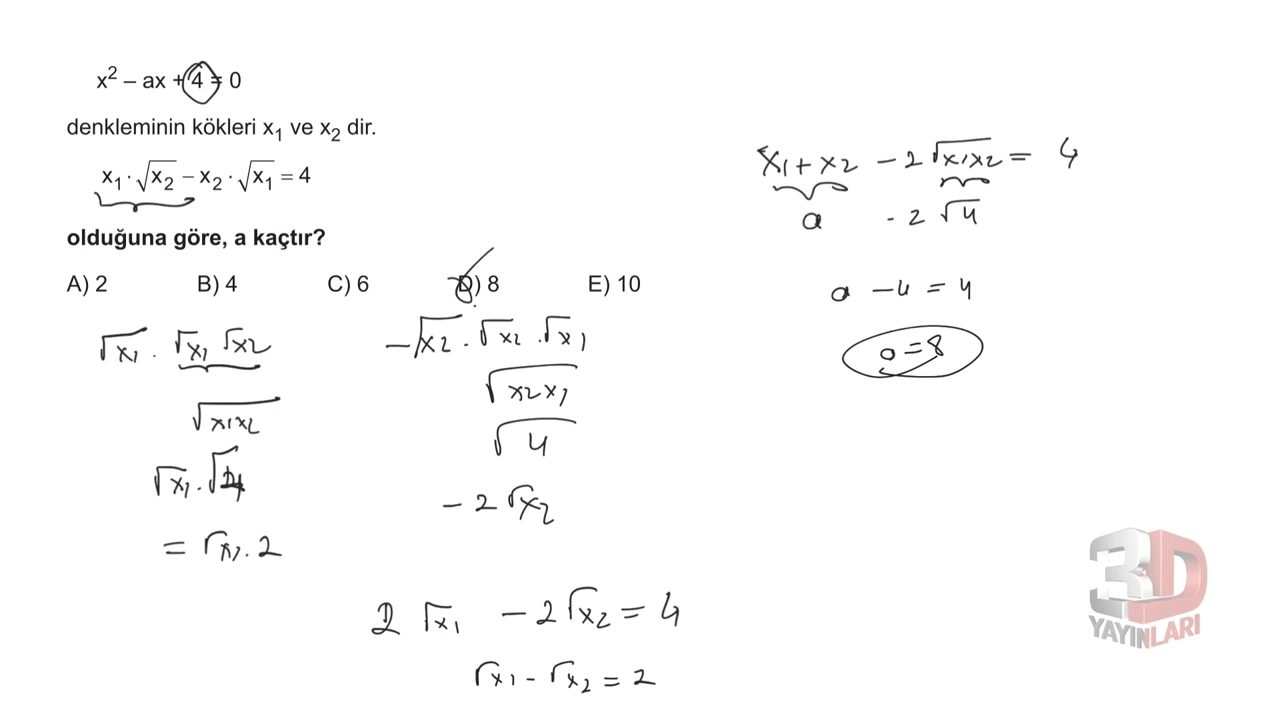 x² – ax + 4 = 0
denkleminin kökleri x₁ ve x₂ dir.
x₁ · √x₂ – x₂ · √x₁ = 4
olduğuna göre, a kaçtır?
A) 2 B) 4 C) 6 D) 8 E) 10
√x₁ . √x₁ √x₂
√x₁x₂
√x₁ . √4
= √x₁ . 2
– √x₂ . √x₂ . √x₁
√x₂x₁
√4
– 2 √x₂
2 √x₁ – 2 √x₂ = 4
√x₁ – √x₂ = 2
x₁ + x₂ – 2 √x₁x₂ = 4
a - 2 √4
a – 4 = 4
a = 8
3D
YAYINLARI